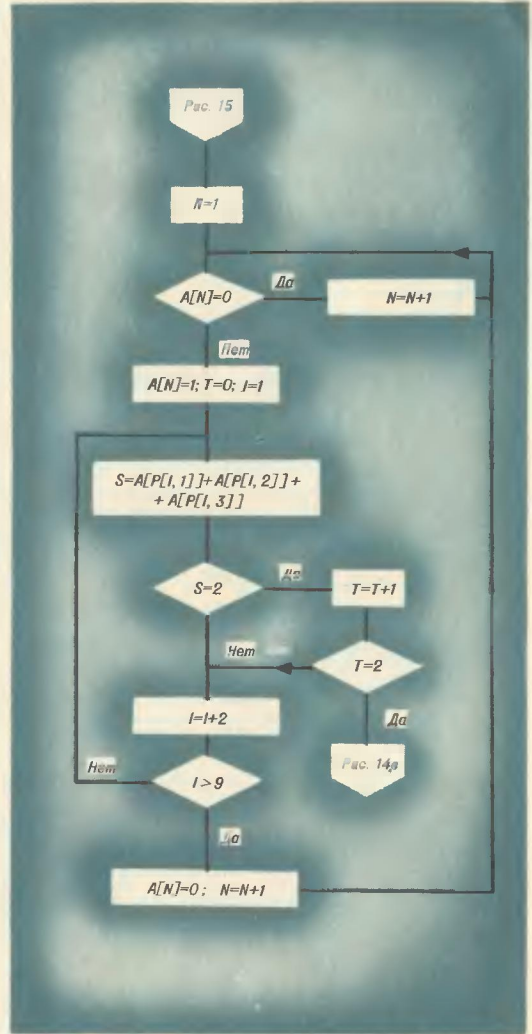 Рис. 15
N=1
A[N]=0
Да
N=N+1
Нет
A[N]=1; T=0; I=1
S=A[P[I, 1]]+A[P[I, 2]]+
+ A[P[I, 3]]
S=2
Да
T=T+1
Нет
T=2
I=I+2
Да
Нет
I > 9
Рис. 14а
Да
A[N]=0; N=N+1